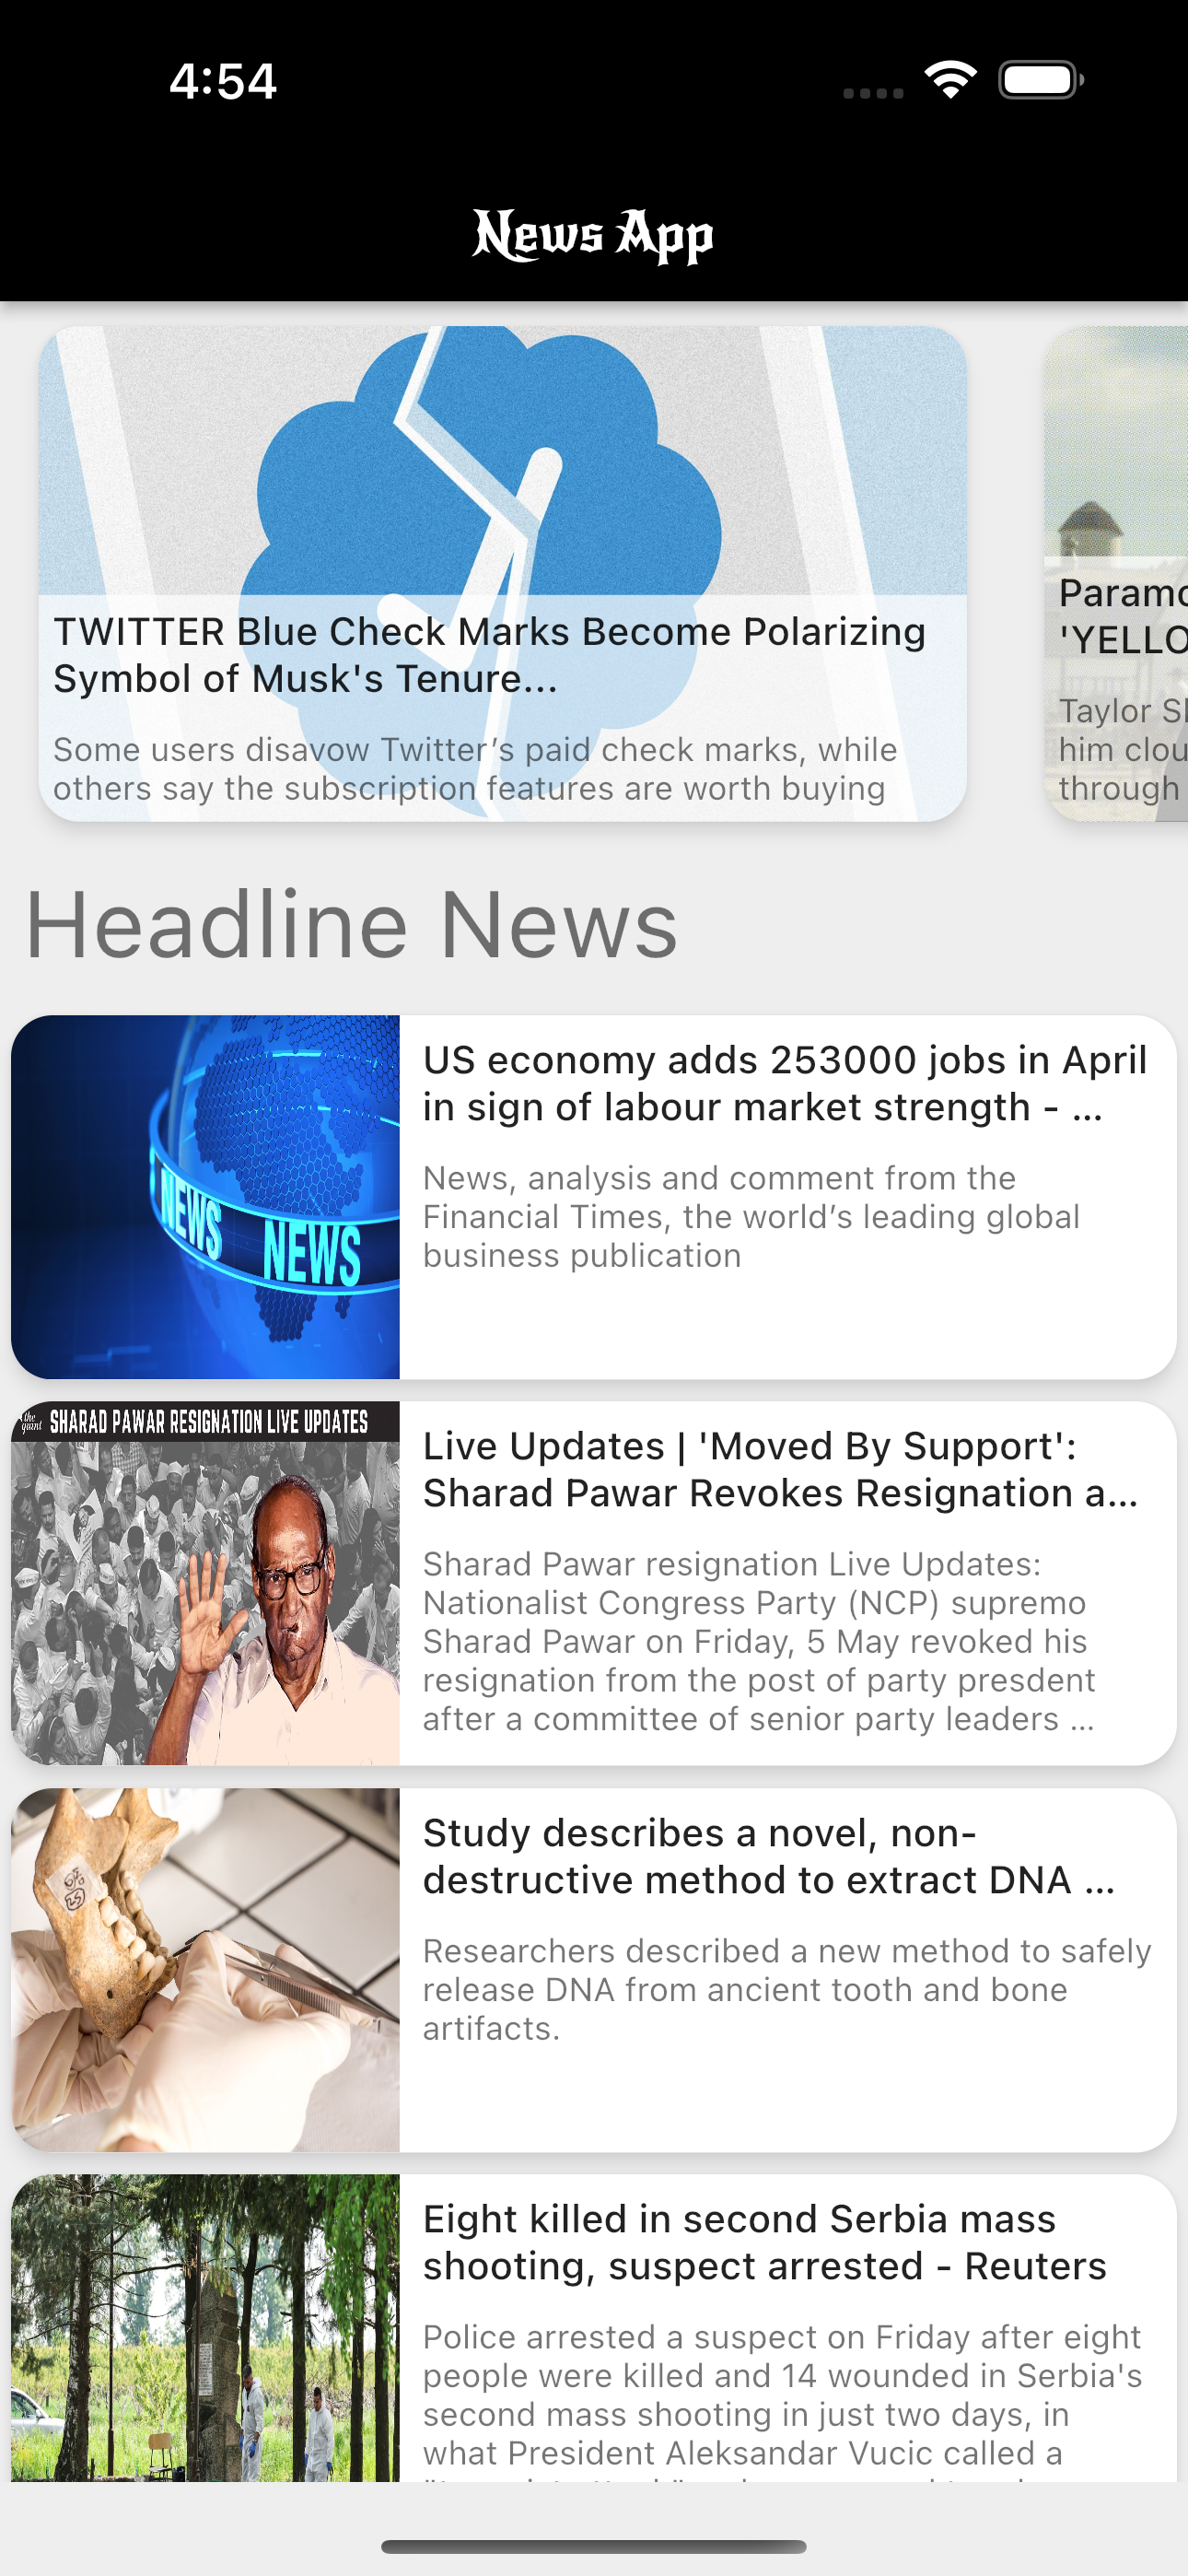 4:54
News App
TWITTER Blue Check Marks Become Polarizing
Symbol of Musk's Tenure...
Some users disavow Twitter’s paid check marks, while
others say the subscription features are worth buying
'YELLO
Taylor
him
through
Headline News
NEWS
NEWS
US economy adds 253000 jobs in April
in sign of labour market strength - ...
News, analysis and comment from the
Financial Times, the world’s leading global
business publication
the quint SHARAD PAWAR RESIGNATION LIVE UPDATES
Live Updates | 'Moved By Support':
Sharad Pawar Revokes Resignation a...
Sharad Pawar resignation Live Updates:
Nationalist Congress Party (NCP) supremo
Sharad Pawar on Friday, 5 May revoked his
resignation from the post of party presdent
after a committee of senior party leaders ...
Study describes a novel, non-
destructive method to extract DNA ...
Researchers described a new method to safely
release DNA from ancient tooth and bone
artifacts.
Eight killed in second Serbia mass
shooting, suspect arrested - Reuters
Police arrested a suspect on Friday after eight
people were killed and 14 wounded in Serbia's
second mass shooting in just two days, in
what President Aleksandar Vucic called a